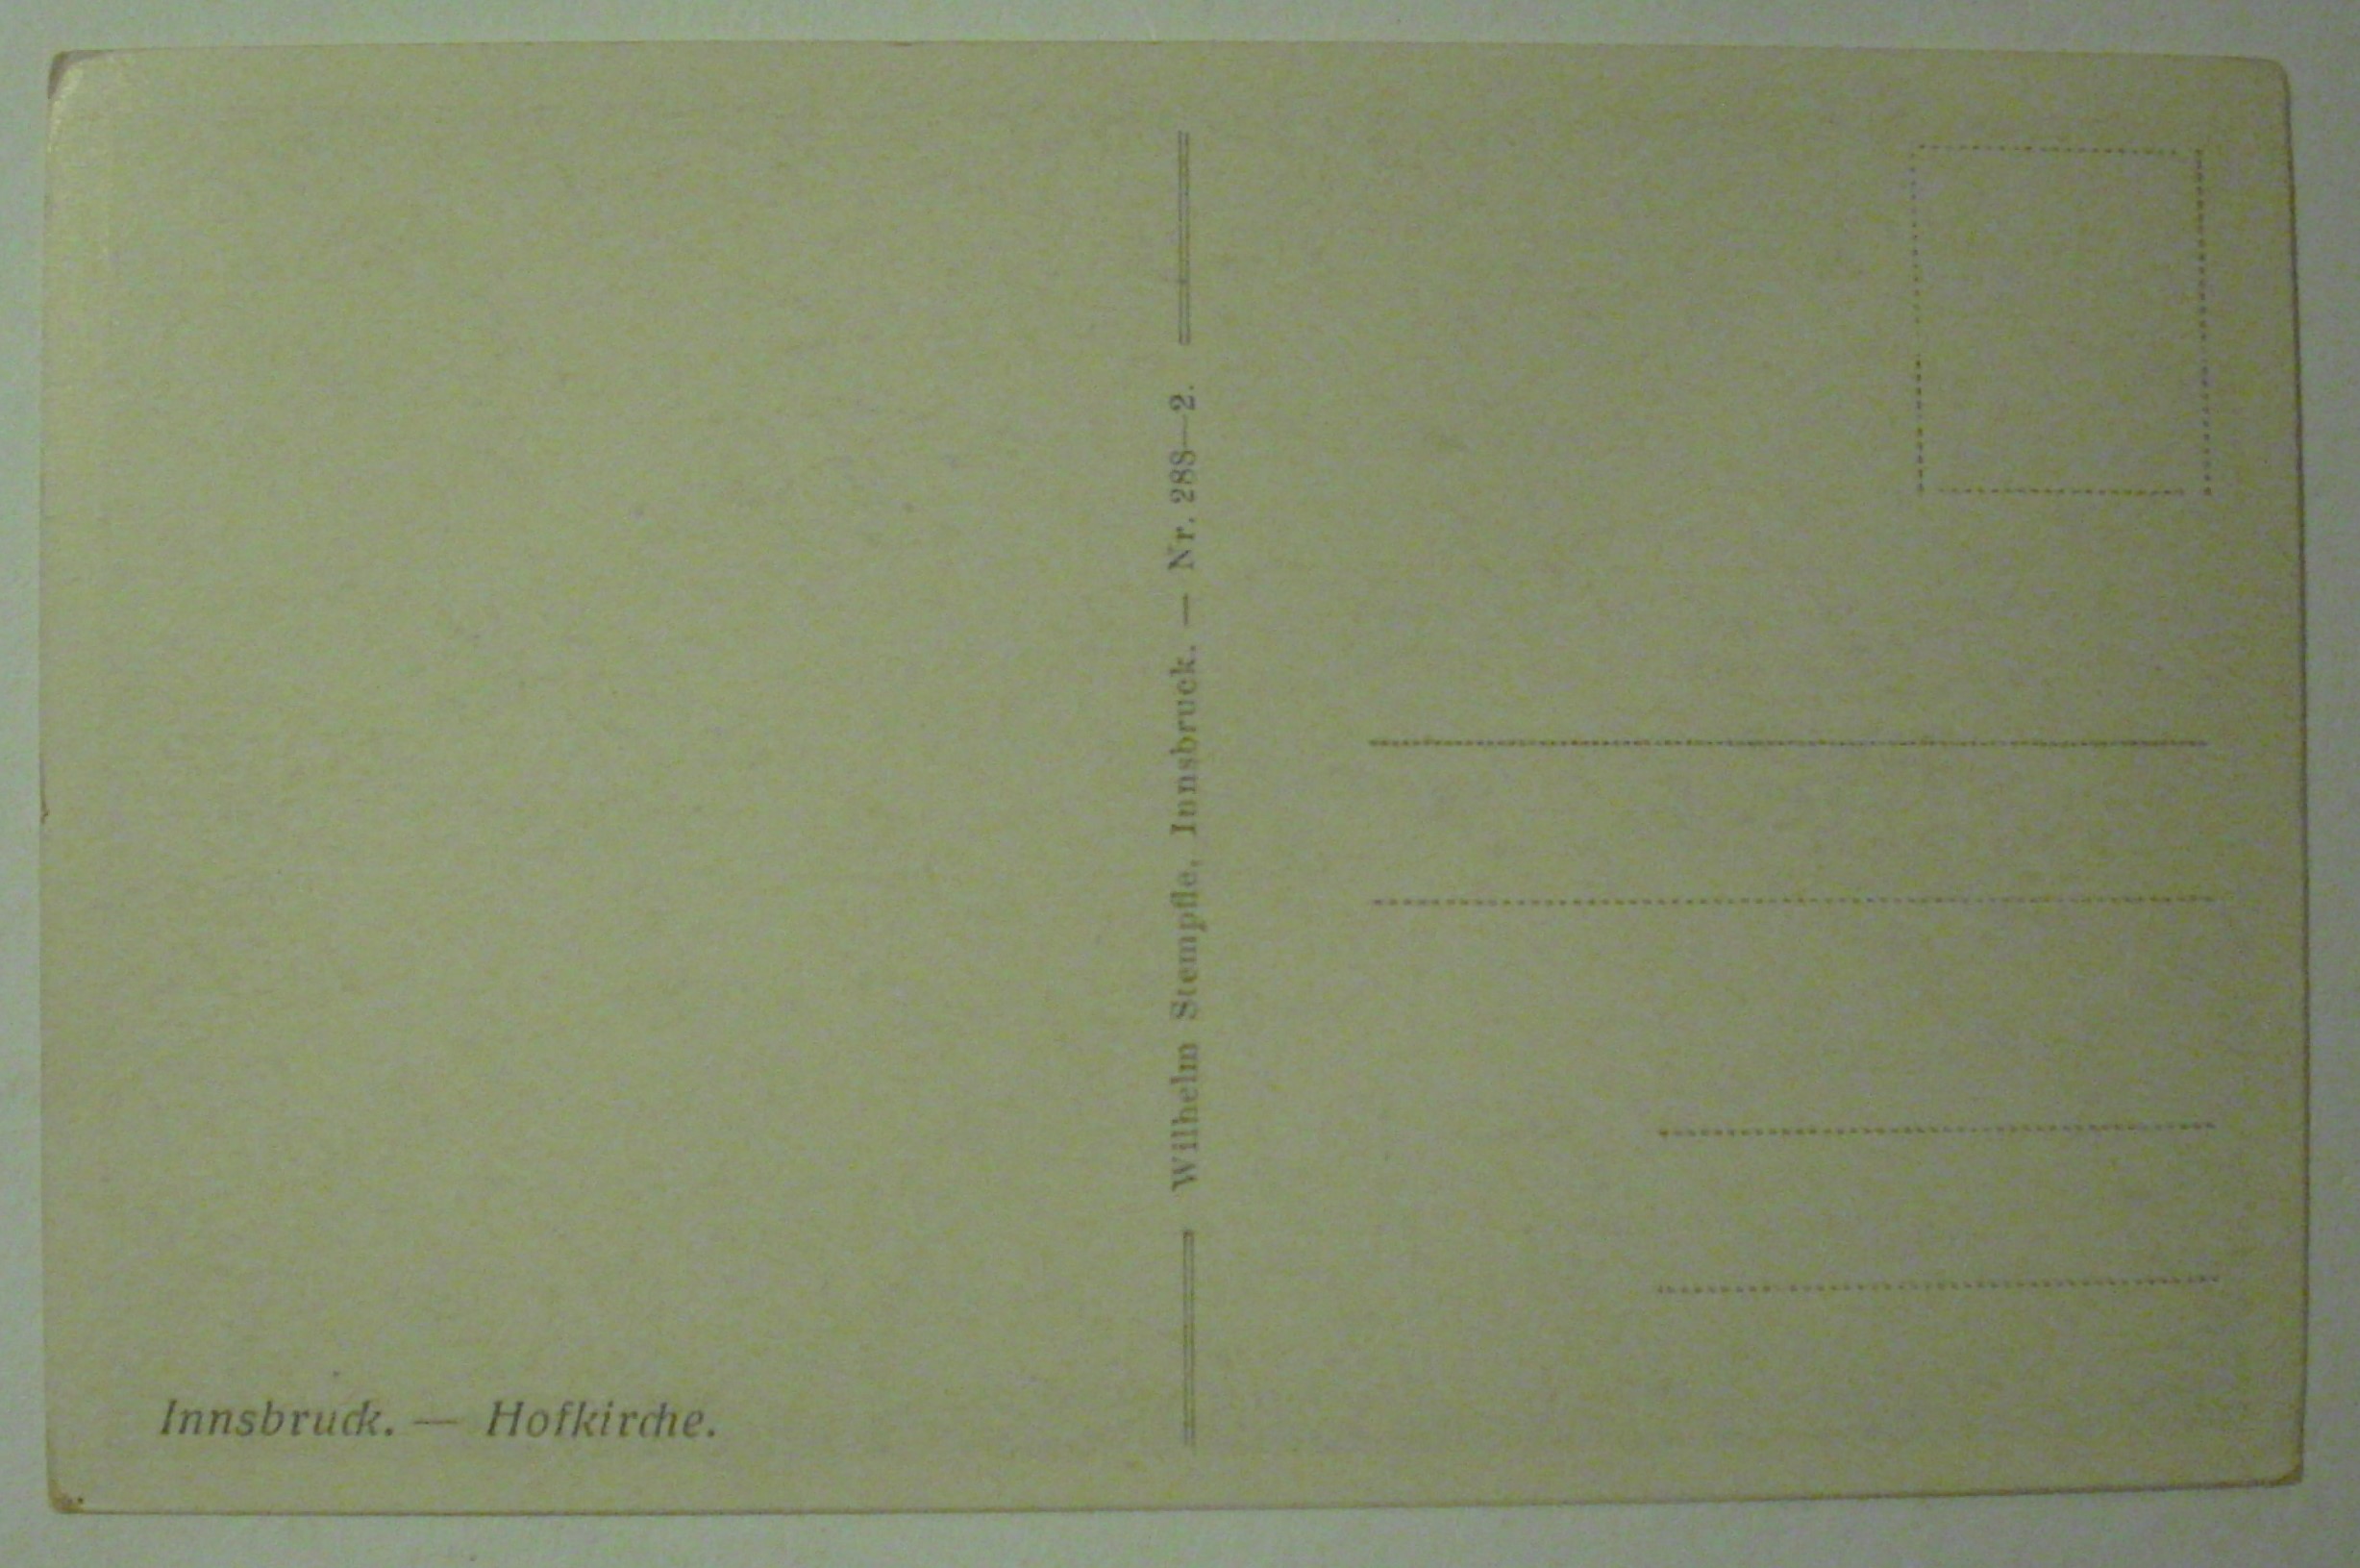 Wilhelm Stempfle, Innsbruck. — Nr. 288—2.
Innsbruck. — Hofkirche.